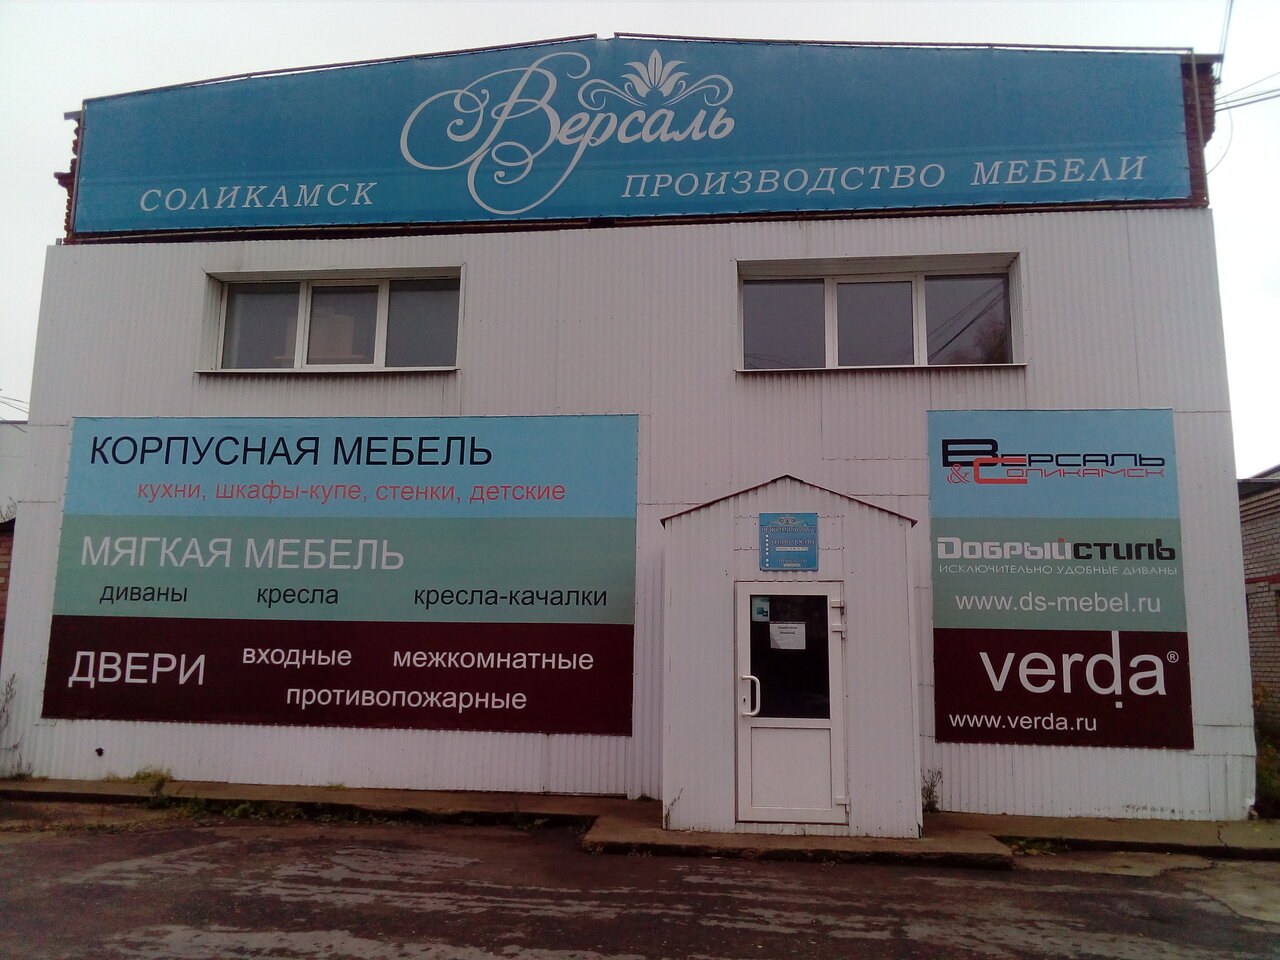 Версаль
СОЛИКАМСК
ПРОИЗВОДСТВО МЕБЕЛИ
КОРПУСНАЯ МЕБЕЛЬ
кухни, шкафы-купе, стенки, детские
МЯГКАЯ МЕБЕЛЬ
диваны кресла кресла-качалки
ДВЕРИ входные межкомнатные
противопожарные
ВЕРСАЛЬ
&СОЛИКАМСК
ДОБРЫЙСТИЛЬ
ИСКЛЮЧИТЕЛЬНО УДОБНЫЕ ДИВАНЫ
www.ds-mebel.ru
verda®
www.verda.ru